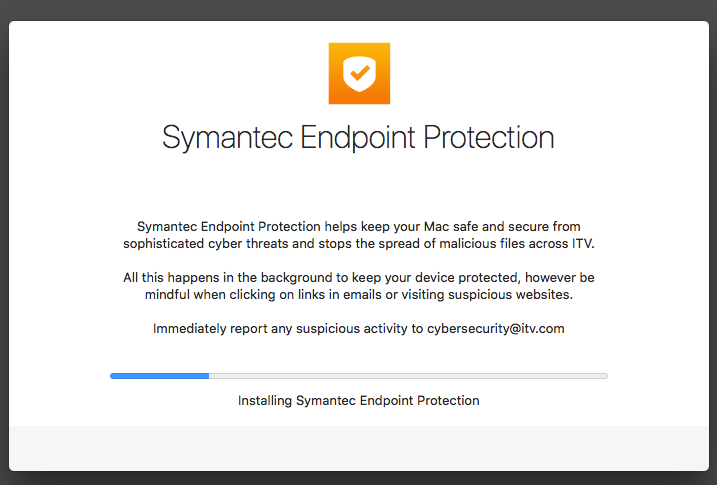 Symantec Endpoint Protection
Symantec Endpoint Protection helps keep your Mac safe and secure from
sophisticated cyber threats and stops the spread of malicious files across ITV.
All this happens in the background to keep your device protected, however be
mindful when clicking on links in emails or visiting suspicious websites.
Immediately report any suspicious activity to cybersecurity@itv.com
Installing Symantec Endpoint Protection